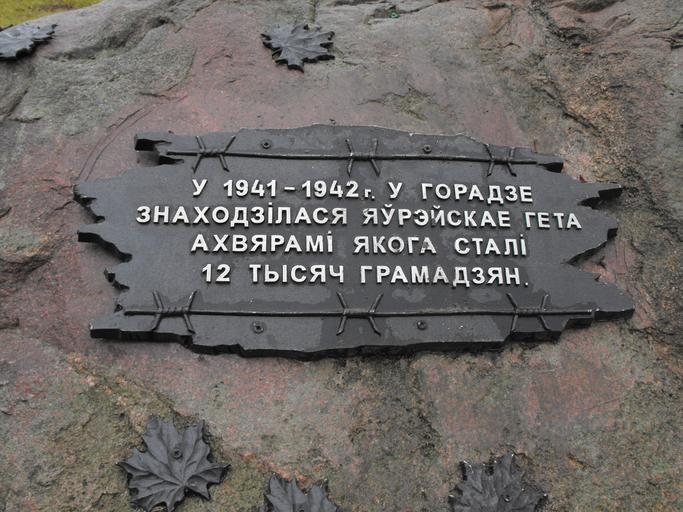 У 1941-1942 г. У ГОРАДЗЕ
ЗНАХОДЗІЛАСЯ ЯЎРЭЙСКАЕ ГЕТА
АХВЯРАМІ ЯКОГА СТАЛІ
12 ТЫСЯЧ ГРАМАДЗЯН.